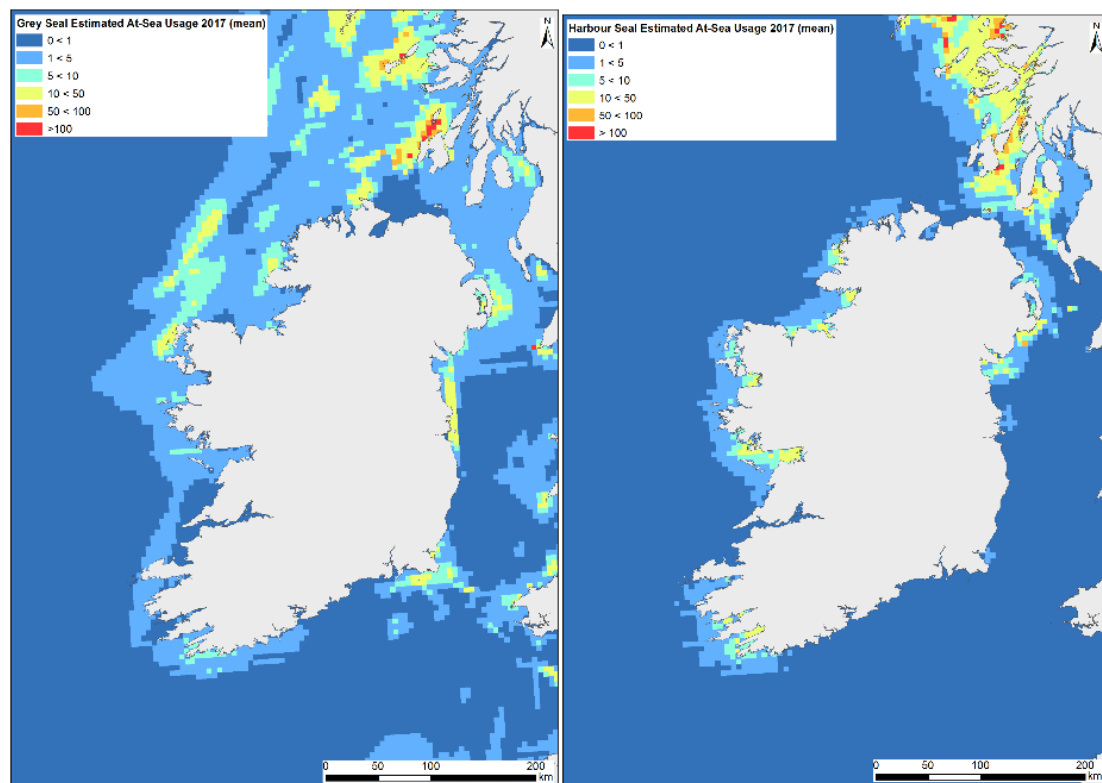 Grey Seal Estimated At-Sea Usage 2017 (mean)
0 < 1
1 < 5
5 < 10
10 < 50
50 < 100
>100
N
0 50 100 200
km
Harbour Seal Estimated At-Sea Usage 2017 (mean)
0 < 1
1 < 5
5 < 10
10 < 50
50 < 100
> 100
N
0 50 100 200
km